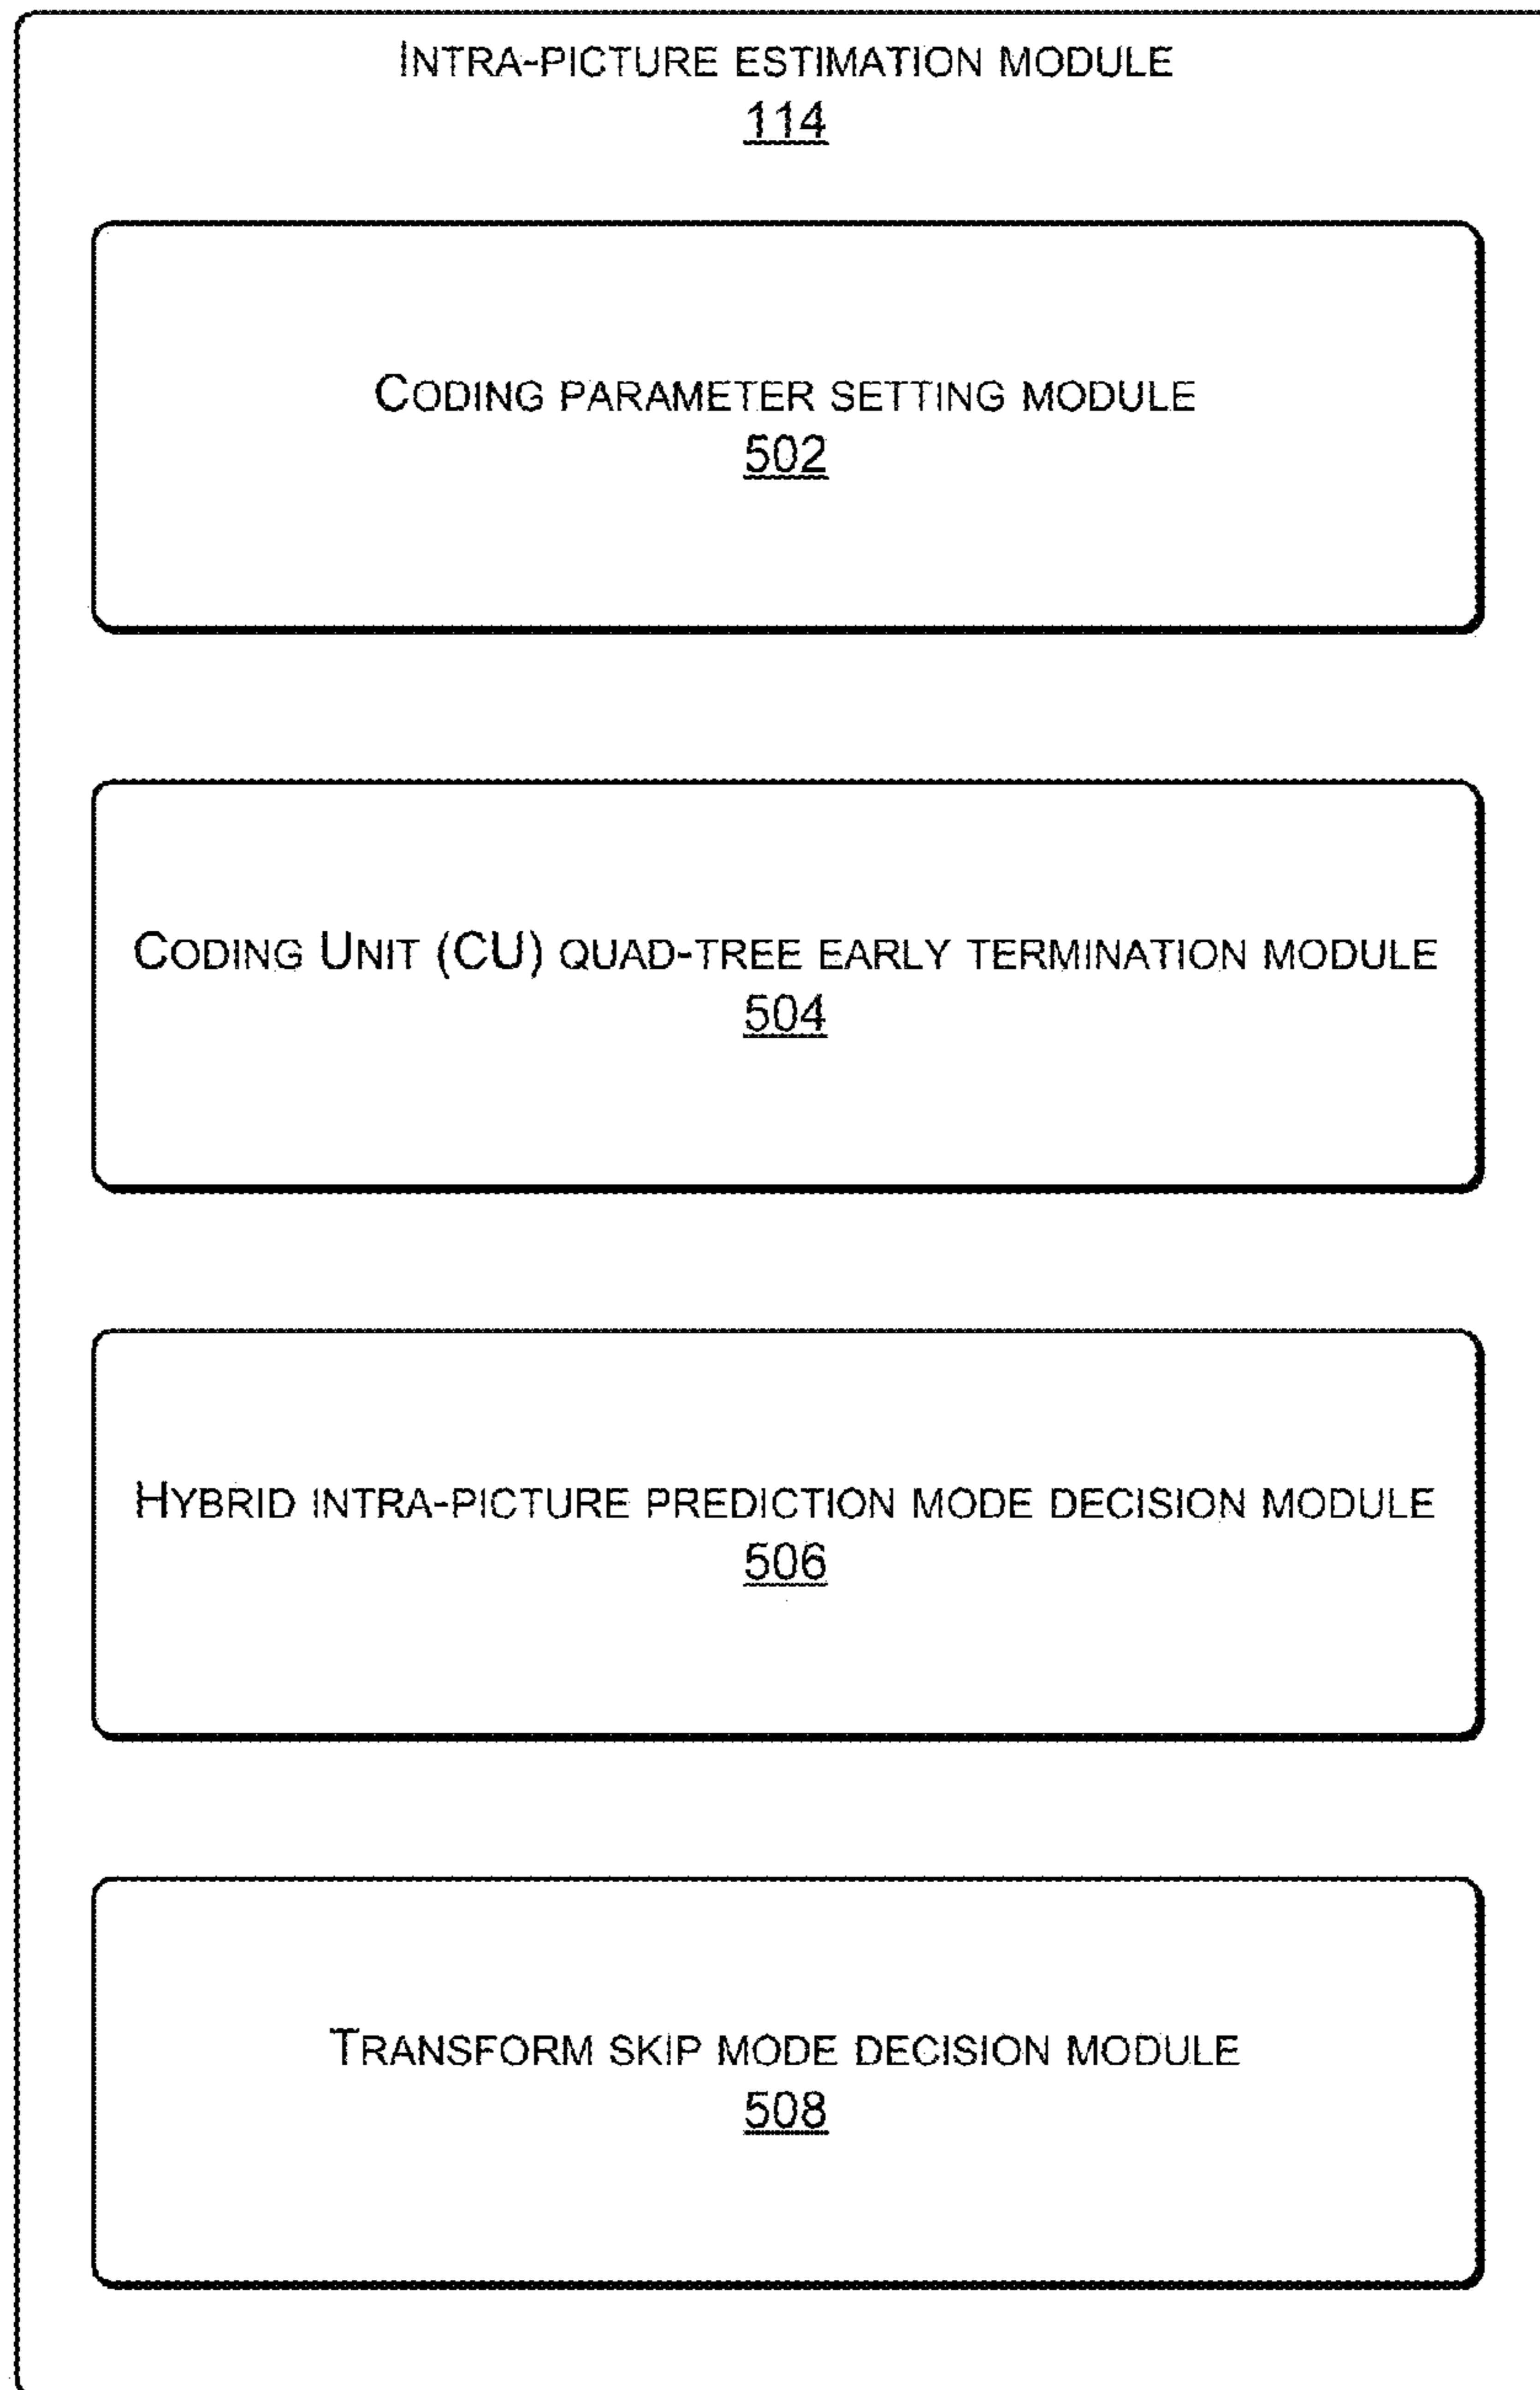 INTRA-PICTURE ESTIMATION MODULE
114
CODING PARAMETER SETTING MODULE
502
CODING UNIT (CU) QUAD-TREE EARLY TERMINATION MODULE
504
HYBRID INTRA-PICTURE PREDICTION MODE DECISION MODULE
506
TRANSFORM SKIP MODE DECISION MODULE
508